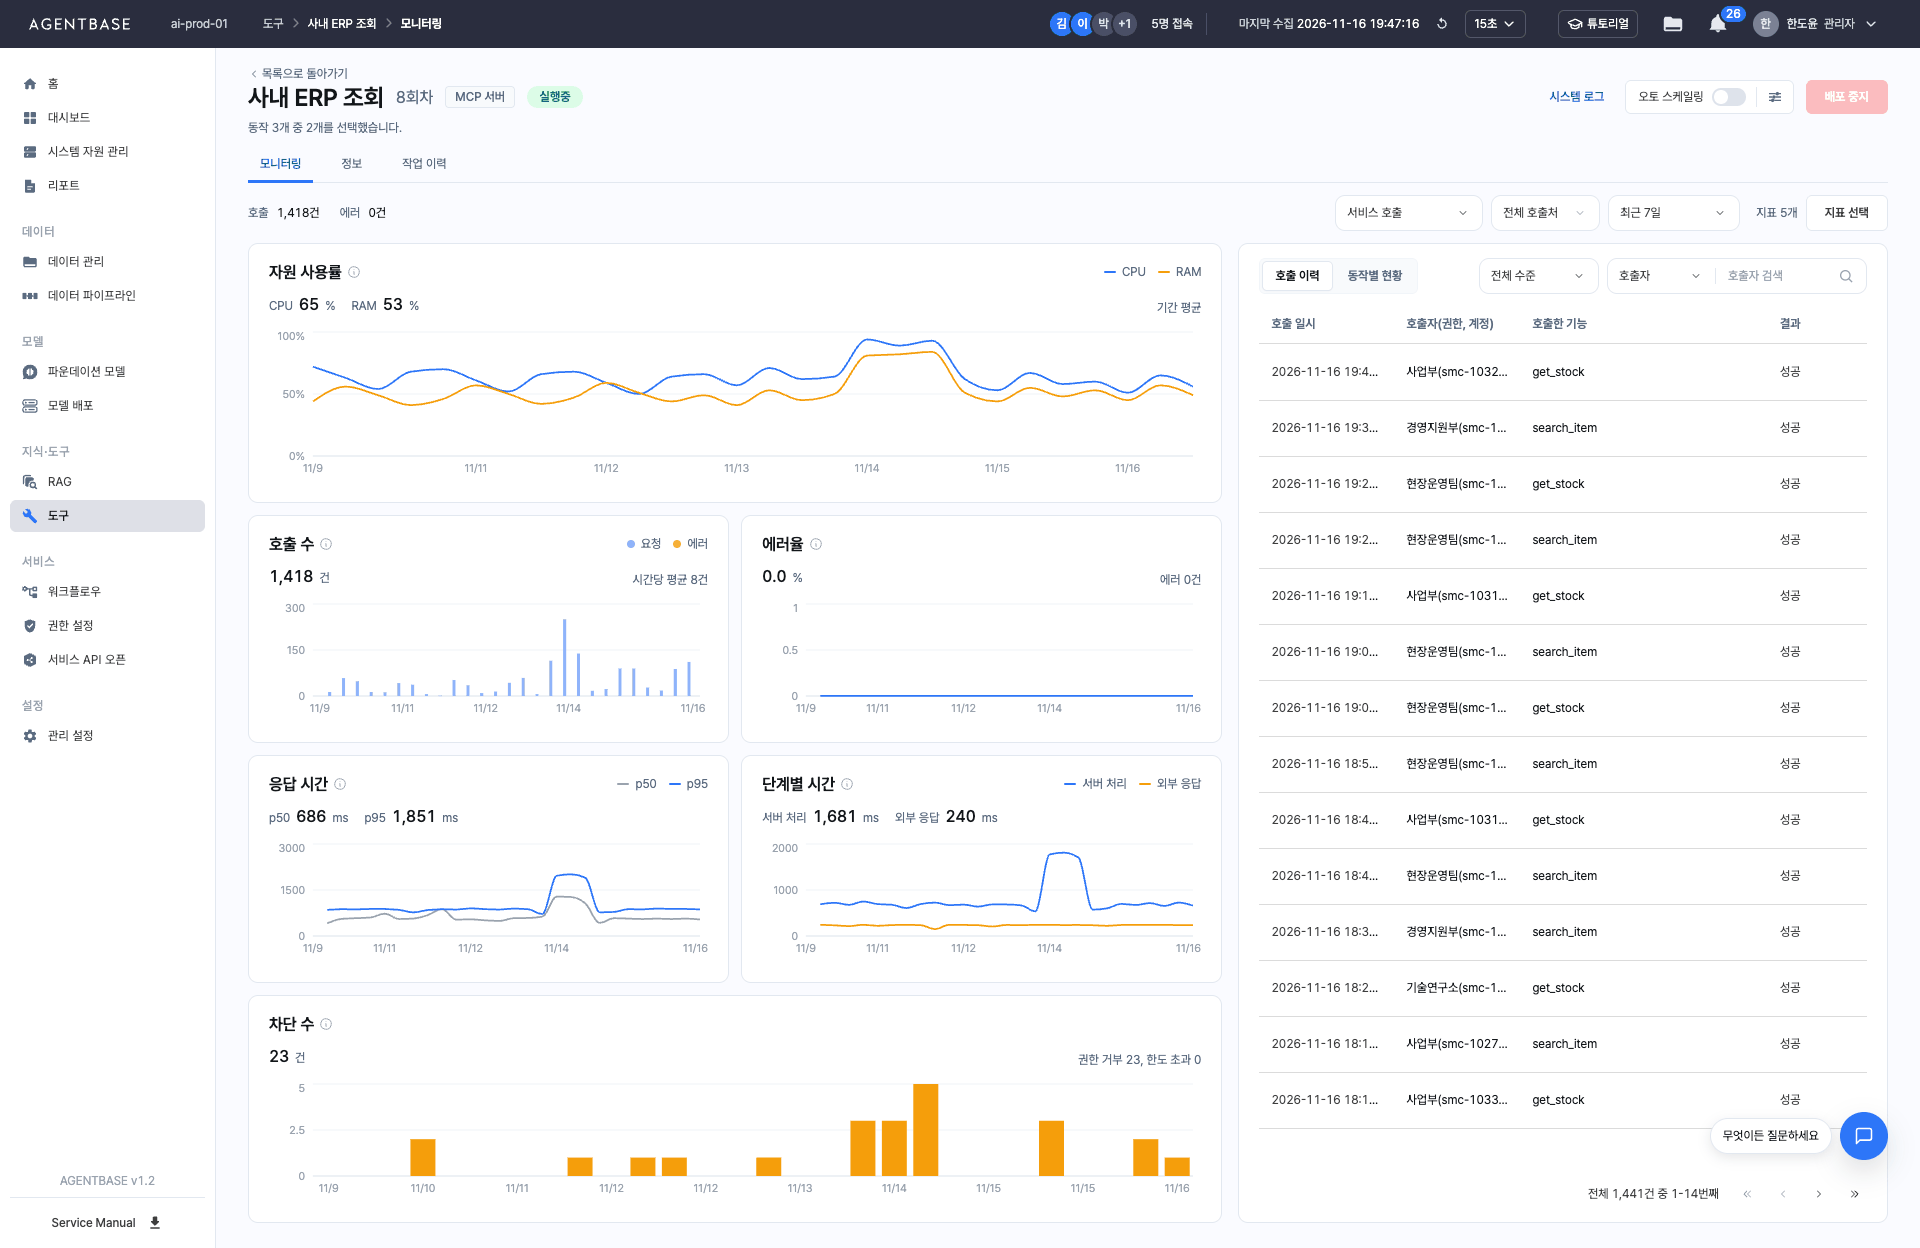 AGENTBASE
ai-prod-01
도구 > 사내 ERP 조회 > 모니터링
김 이 박 +1 5명 접속
마지막 수집 2026-11-16 19:47:16
15초
튜토리얼
26
한 한도윤 관리자
홈
대시보드
시스템 자원 관리
리포트
데이터
데이터 관리
데이터 파이프라인
모델
파운데이션 모델
모델 배포
지식·도구
RAG
도구
서비스
워크플로우
권한 설정
서비스 API 오픈
설정
관리 설정
AGENTBASE v1.2
Service Manual
목록으로 돌아가기
사내 ERP 조회 8회차 MCP 서버 실행중
동작 3개 중 2개를 선택했습니다.
시스템 로그
오토 스케일링
배포 중지
모니터링 정보 작업 이력
호출 1,418건 에러 0건
서비스 호출
전체 호출처
최근 7일
지표 5개
지표 선택
자원 사용률
CPU RAM
CPU 65 % RAM 53 %
기간 평균
100%
50%
0%
11/9 11/11 11/12 11/13 11/14 11/15 11/16
호출 수
요청 에러
1,418 건
시간당 평균 8건
300
150
0
11/9 11/11 11/12 11/14 11/16
에러율
0.0 %
에러 0건
1
0.5
0
11/9 11/11 11/12 11/14 11/16
응답 시간
p50 p95
p50 686 ms p95 1,851 ms
3000
1500
0
11/9 11/11 11/12 11/14 11/16
단계별 시간
서버 처리 외부 응답
서버 처리 1,681 ms 외부 응답 240 ms
2000
1000
0
11/9 11/11 11/12 11/14 11/16
차단 수
23 건
권한 거부 23, 한도 초과 0
5
2.5
0
11/9 11/10 11/11 11/12 11/12 11/13 11/14 11/15 11/15 11/16
호출 이력 동작별 현황
전체 수준
호출자
호출자 검색
호출 일시 호출자(권한, 계정) 호출한 기능 결과
2026-11-16 19:4... 사업부(smc-1032... get_stock 성공
2026-11-16 19:3... 경영지원부(smc-1... search_item 성공
2026-11-16 19:2... 현장운영팀(smc-1... get_stock 성공
2026-11-16 19:2... 현장운영팀(smc-1... search_item 성공
2026-11-16 19:1... 사업부(smc-1031... get_stock 성공
2026-11-16 19:0... 현장운영팀(smc-1... search_item 성공
2026-11-16 19:0... 현장운영팀(smc-1... get_stock 성공
2026-11-16 18:5... 현장운영팀(smc-1... search_item 성공
2026-11-16 18:4... 사업부(smc-1031... get_stock 성공
2026-11-16 18:4... 현장운영팀(smc-1... search_item 성공
2026-11-16 18:3... 경영지원부(smc-1... search_item 성공
2026-11-16 18:2... 기술연구소(smc-1... get_stock 성공
2026-11-16 18:1... 사업부(smc-1027... search_item 성공
2026-11-16 18:1... 사업부(smc-1033... get_stock 성공
무엇이든 질문하세요
전체 1,441건 중 1-14번째 « ‹ › »